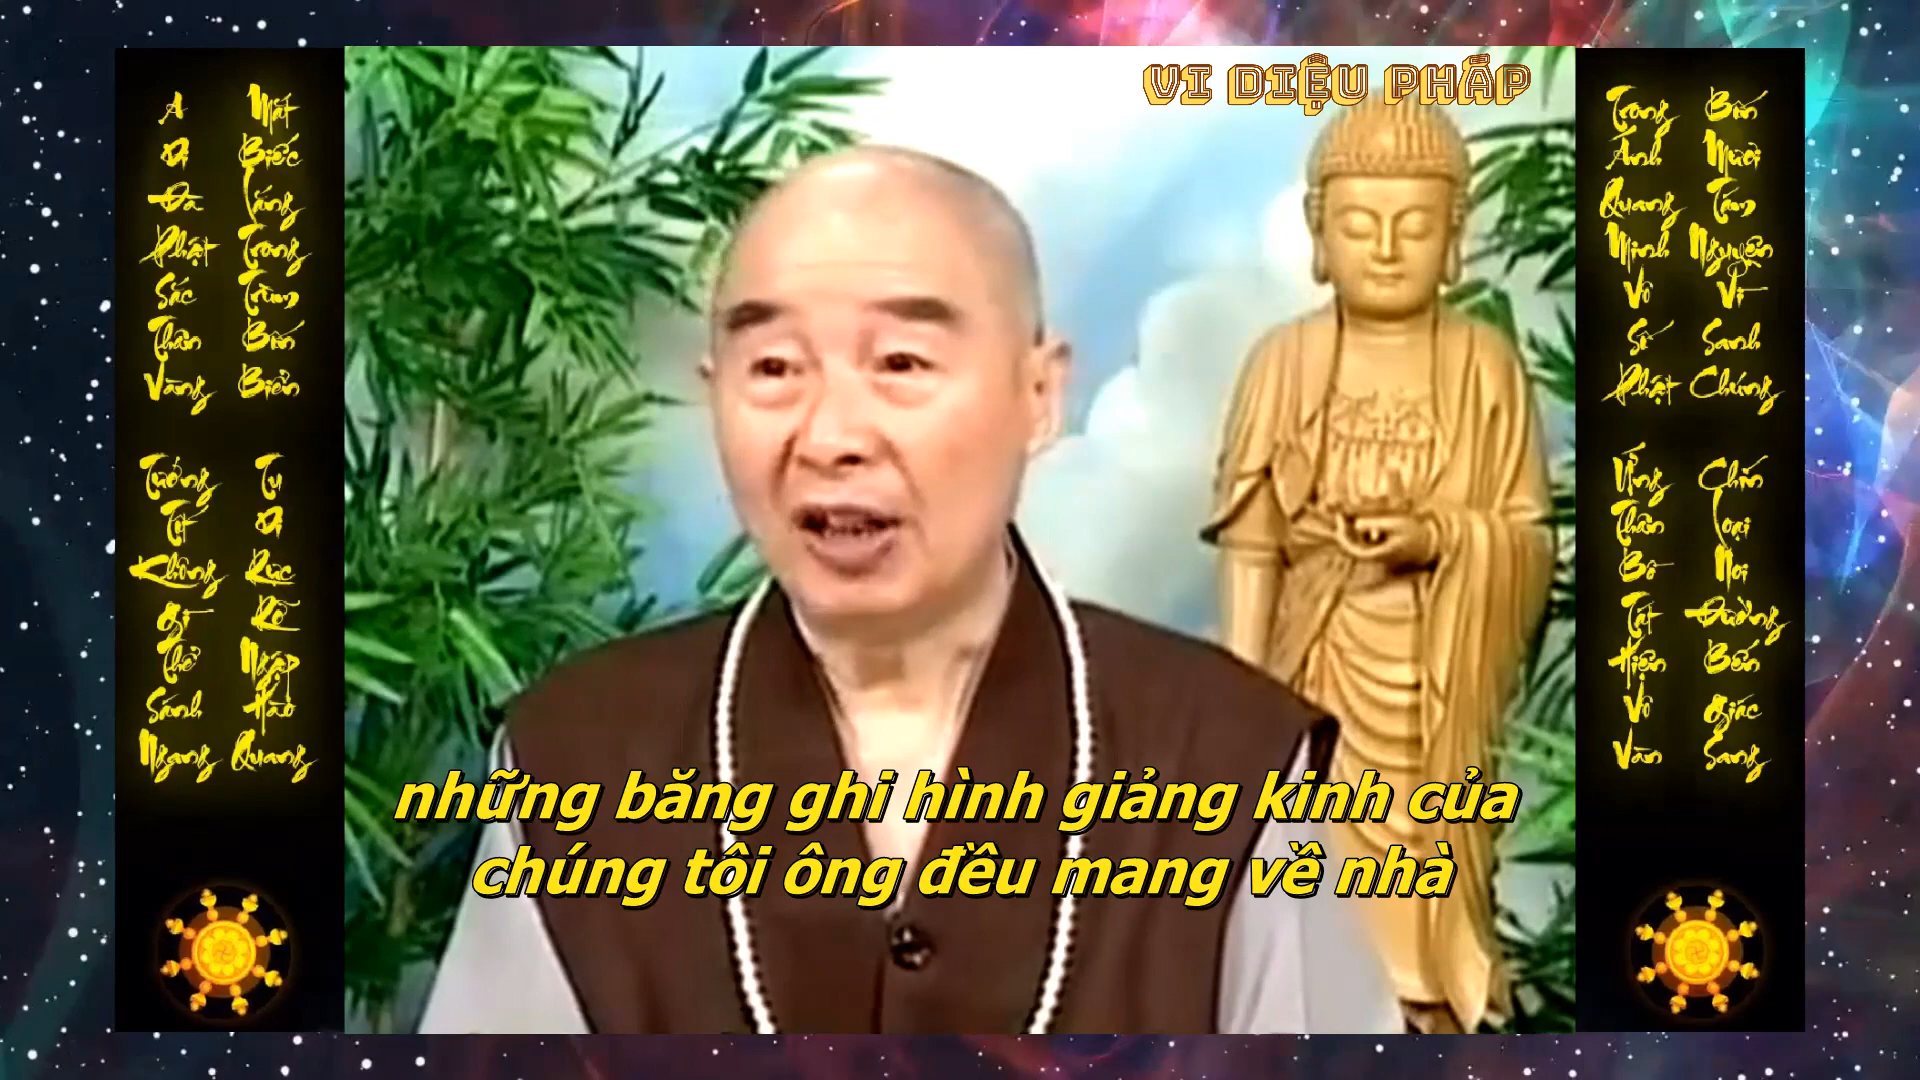 VI DIỆU PHÁP
A Di Đà Phật Sắc Thân Vàng
Tướng Tốt Không Gì Thể Sánh Ngang
Mắt Biếc Lắng Trong Trùm Bốn Biển
Tu Di Rực Rỡ Ngập Hào Quang
Trong Ánh Quang Minh Vô Số Phật
Ứng Thân Bồ Tát Hiện Vô Vàn
Bốn Mươi Tám Nguyện Vì Sanh Chúng
Chín Loại Nơi Đường Bến Giác Sang
những băng ghi hình giảng kinh của
chúng tôi ông đều mang về nhà